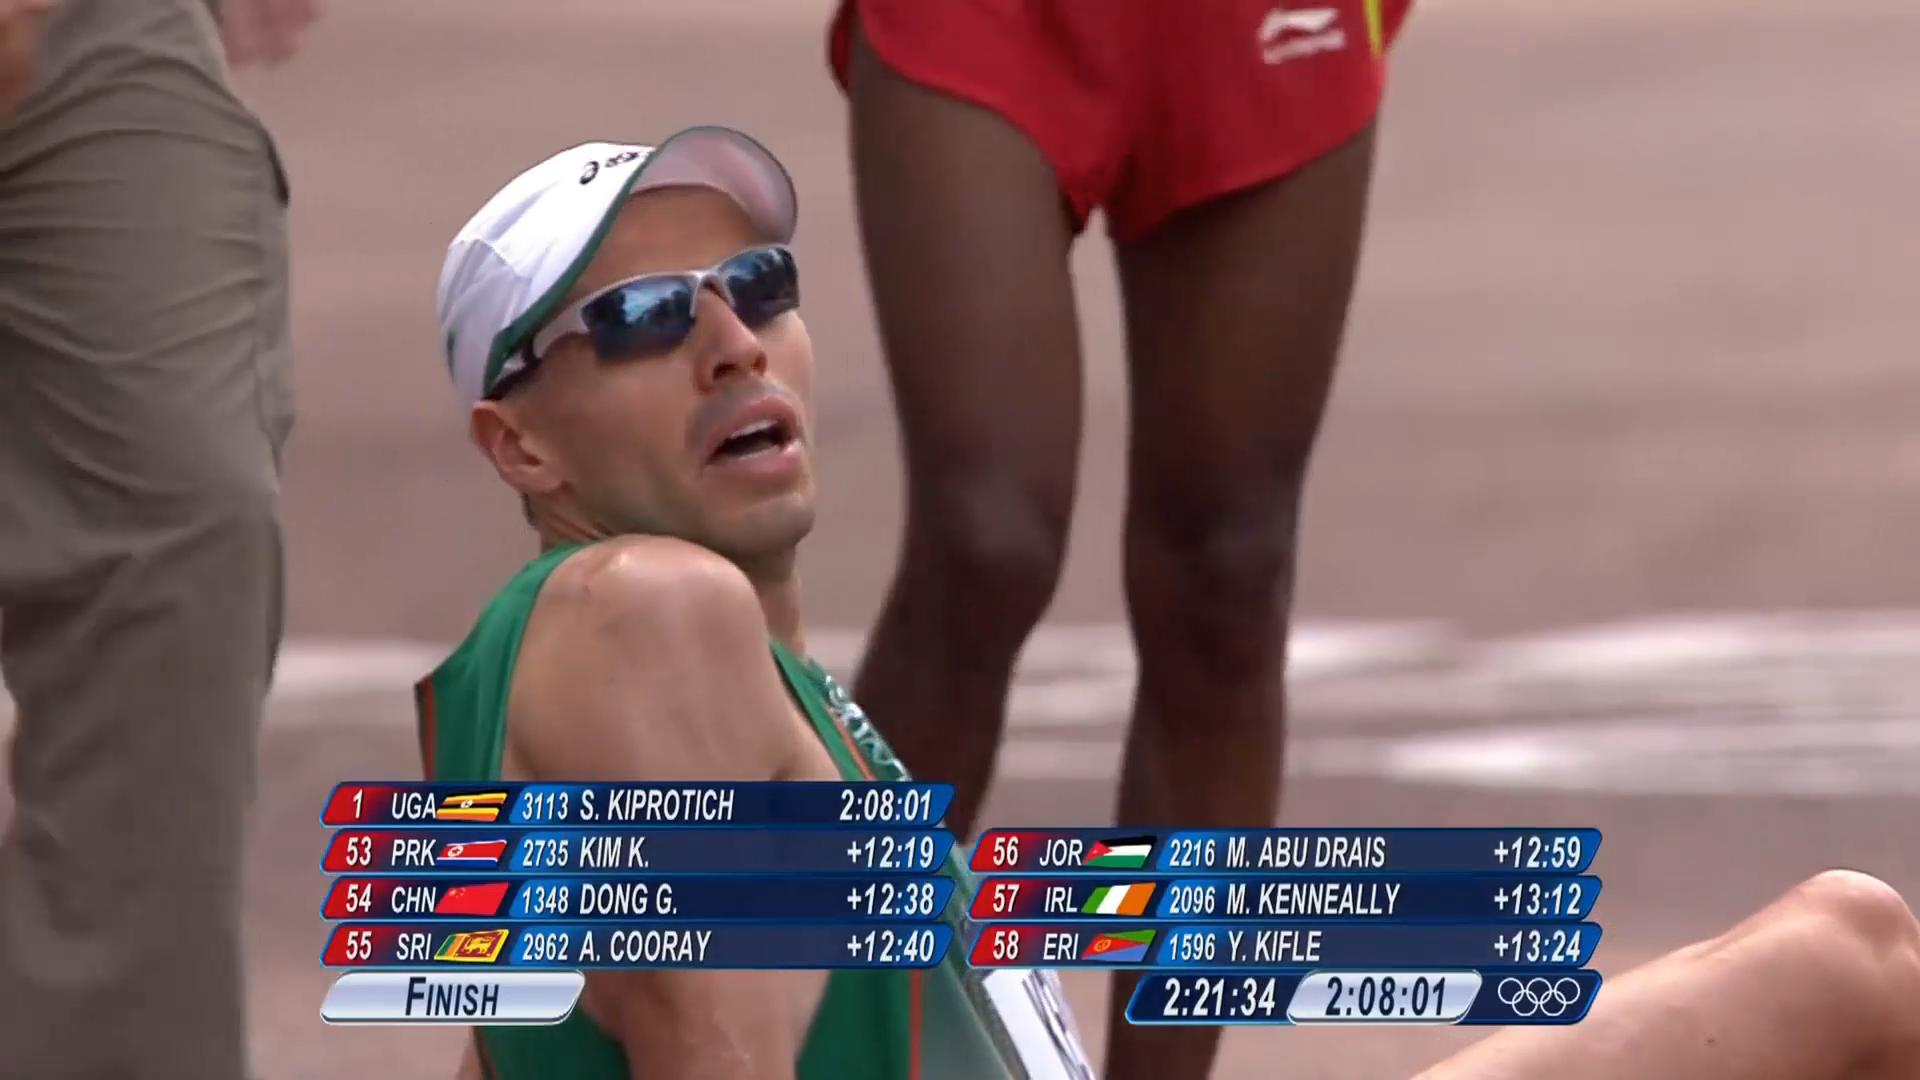 asics
1 UGA 3113 S. KIPROTICH 2:08:01
53 PRK 2735 KIM K. +12:19
54 CHN 1348 DONG G. +12:38
55 SRI 2962 A. COORAY +12:40
56 JOR 2216 M. ABU DRAIS +12:59
57 IRL 2096 M. KENNEALLY +13:12
58 ERI 1596 Y. KIFLE +13:24
FINISH
2:21:34 2:08:01